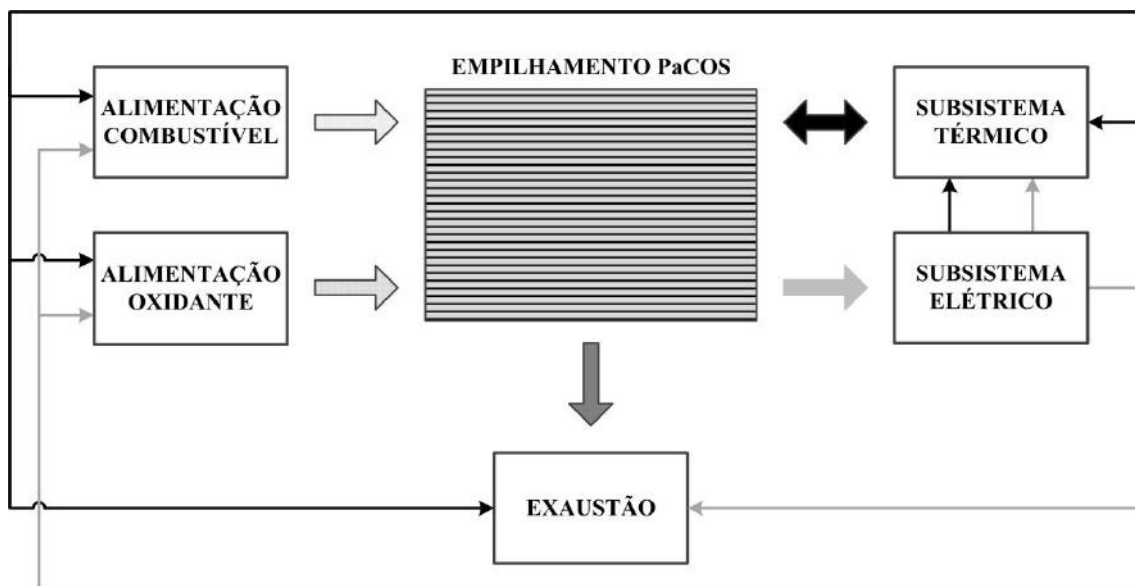 EMPILHAMENTO PaCOS
ALIMENTAÇÃO
COMBUSTÍVEL
SUBSISTEMA
TÉRMICO
ALIMENTAÇÃO
OXIDANTE
SUBSISTEMA
ELÉTRICO
EXAUSTÃO